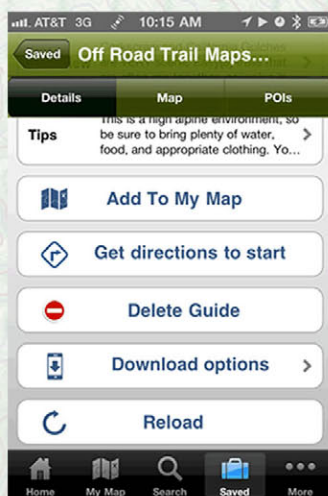 AT&T 3G 10:15 AM
Saved Off Road Trail Maps...
Details Map POIs
This is a high alpine environment, so
Tips be sure to bring plenty of water,
food, and appropriate clothing. Yo...
Add To My Map
Get directions to start
Delete Guide
Download options
Reload
Home My Map Search Saved More